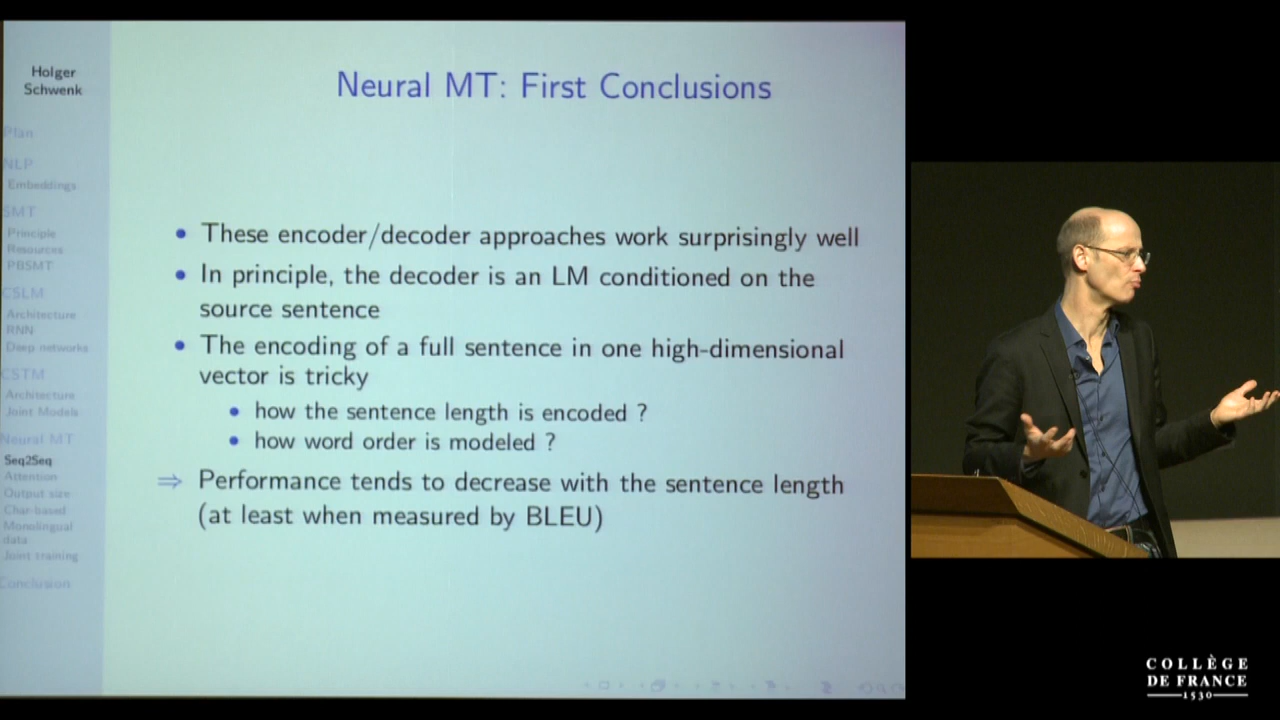 Holger
Schwenk
Plan
NLP
Embeddings
SMT
Principle
Resources
PBSMT
CSLM
Architecture
RNN
Deep networks
CSTM
Architecture
Joint Models
Neural MT
Seq2Seq
Attention
Output size
Char-based
Monolingual
data
Joint training
Conclusion
Neural MT: First Conclusions
• These encoder/decoder approaches work surprisingly well
• In principle, the decoder is an LM conditioned on the
source sentence
• The encoding of a full sentence in one high-dimensional
vector is tricky
• how the sentence length is encoded ?
• how word order is modeled ?
⇒ Performance tends to decrease with the sentence length
(at least when measured by BLEU)
COLLÈGE
DE FRANCE
1530